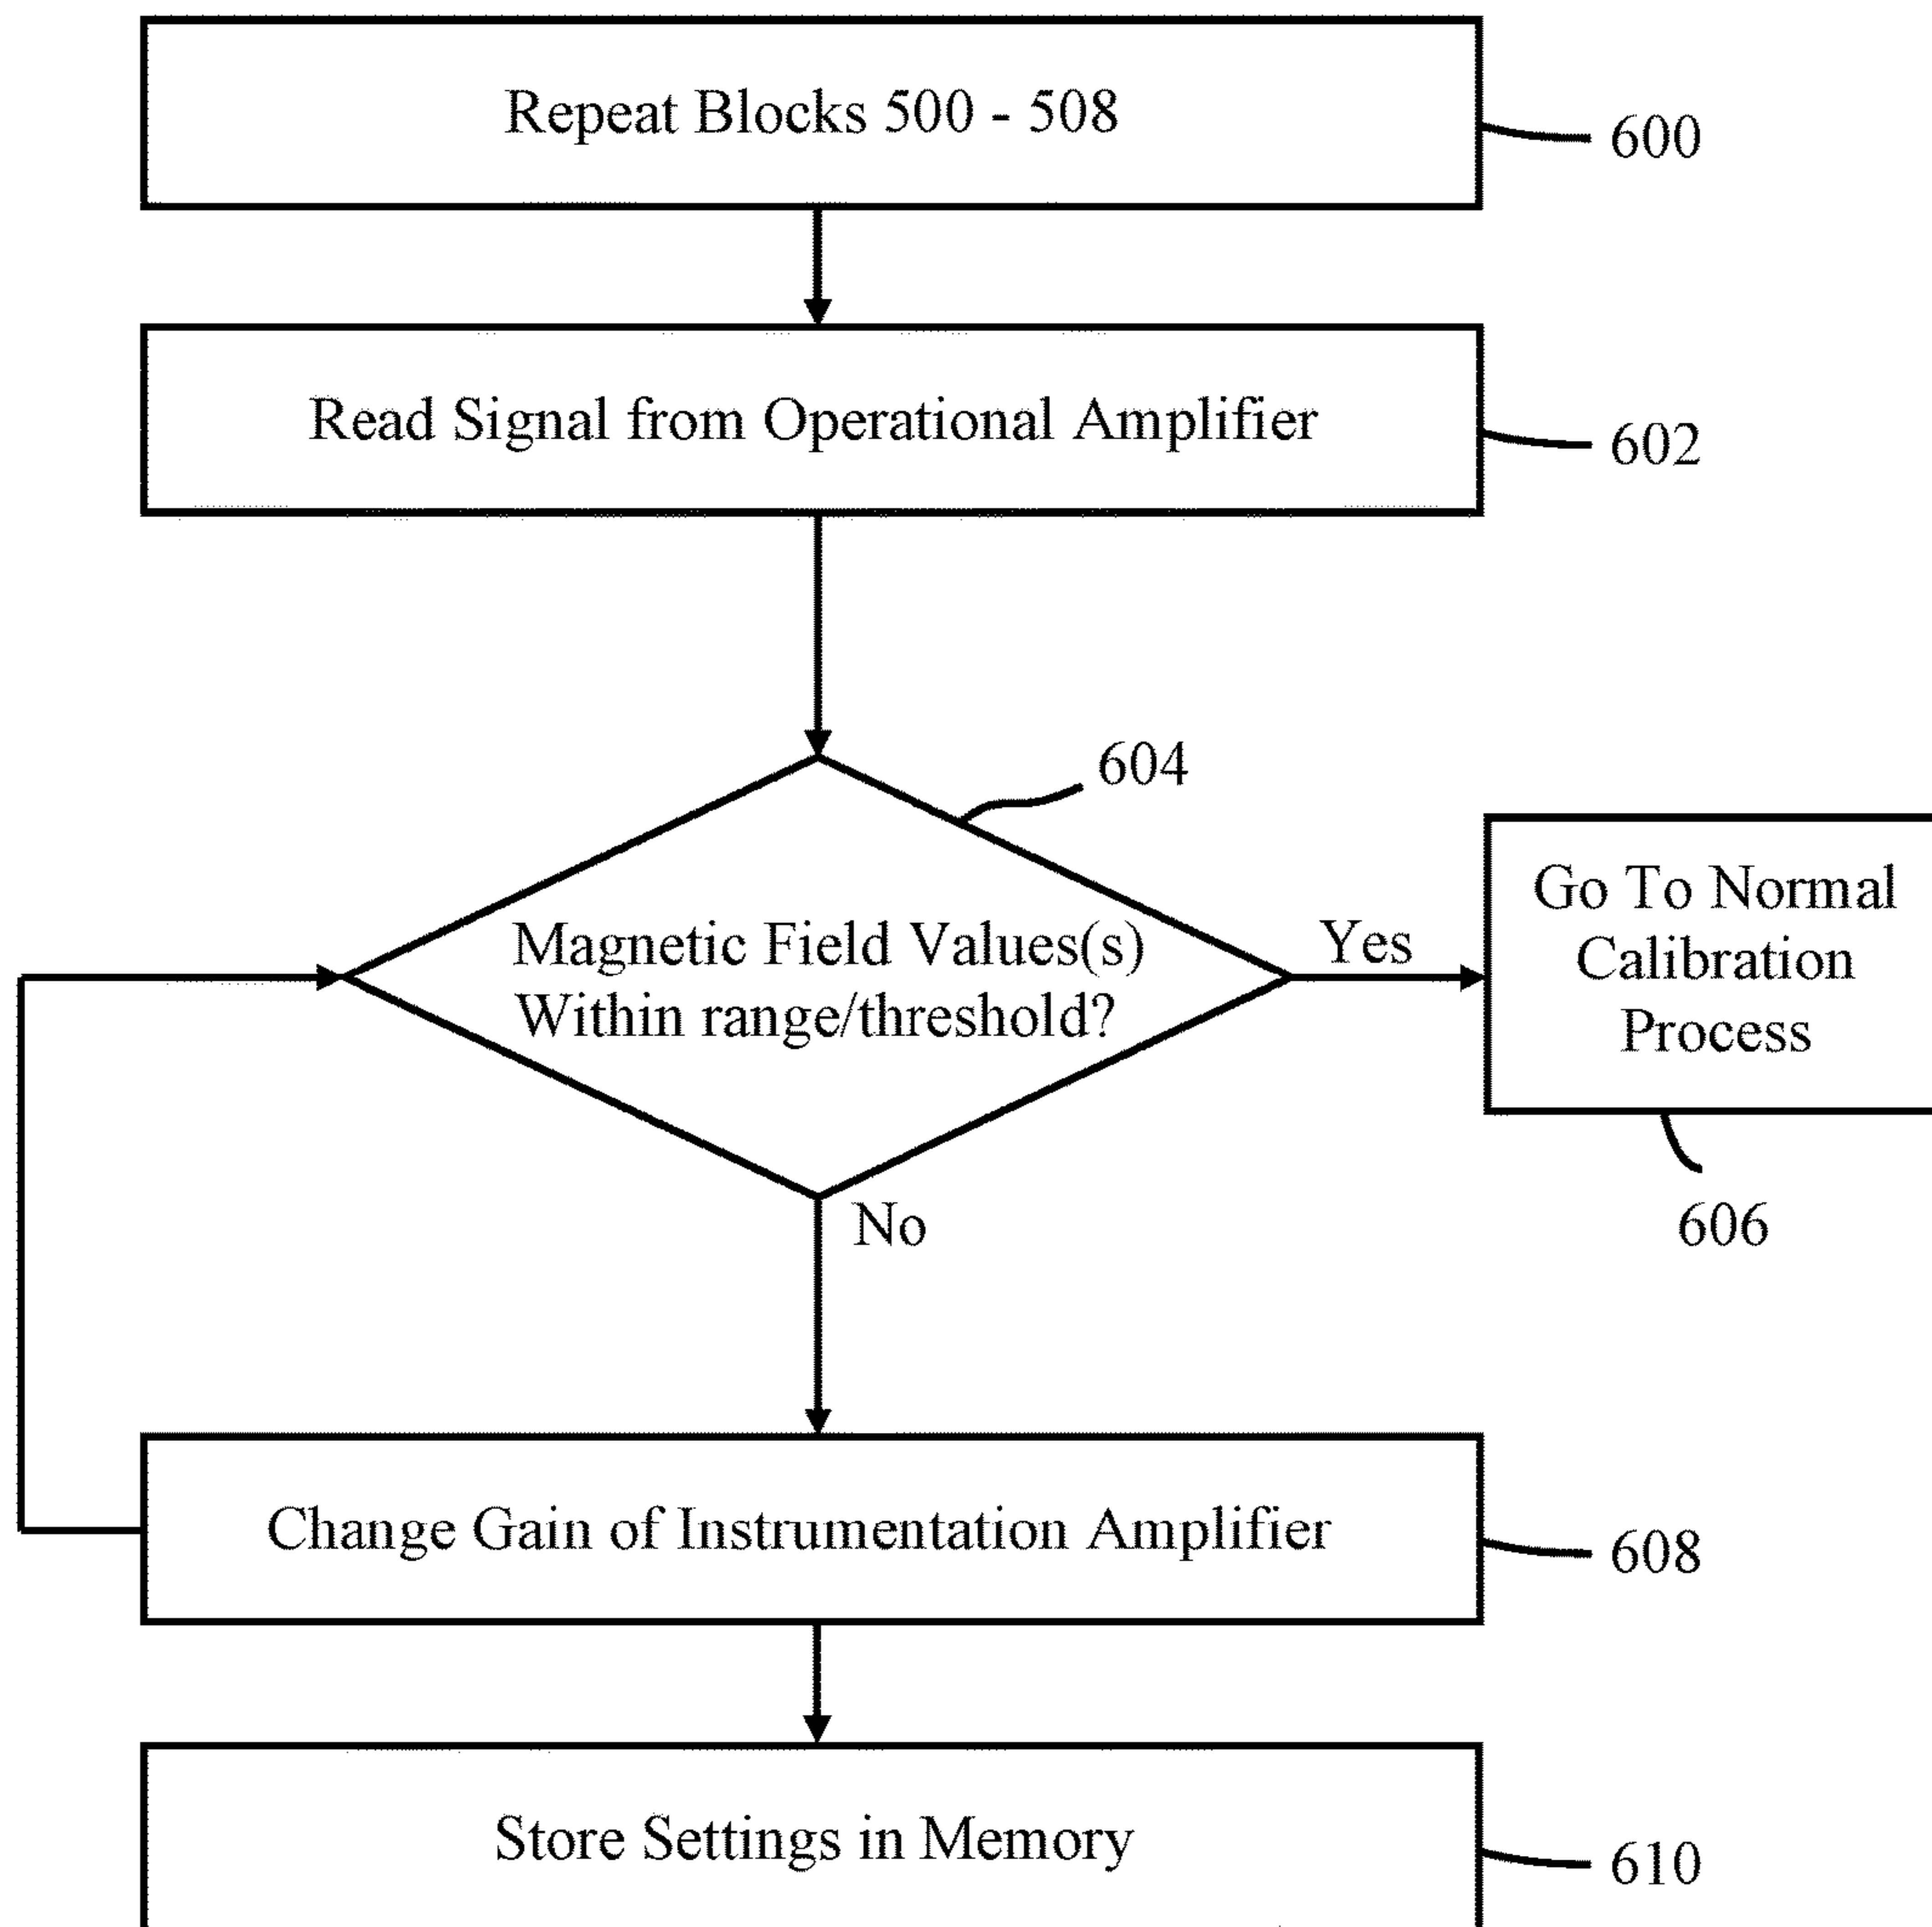 Repeat Blocks 500 - 508
600
Read Signal from Operational Amplifier
602
604
Magnetic Field Values(s)
Within range/threshold?
Yes
Go To Normal
Calibration
Process
606
No
Change Gain of Instrumentation Amplifier
608
Store Settings in Memory
610